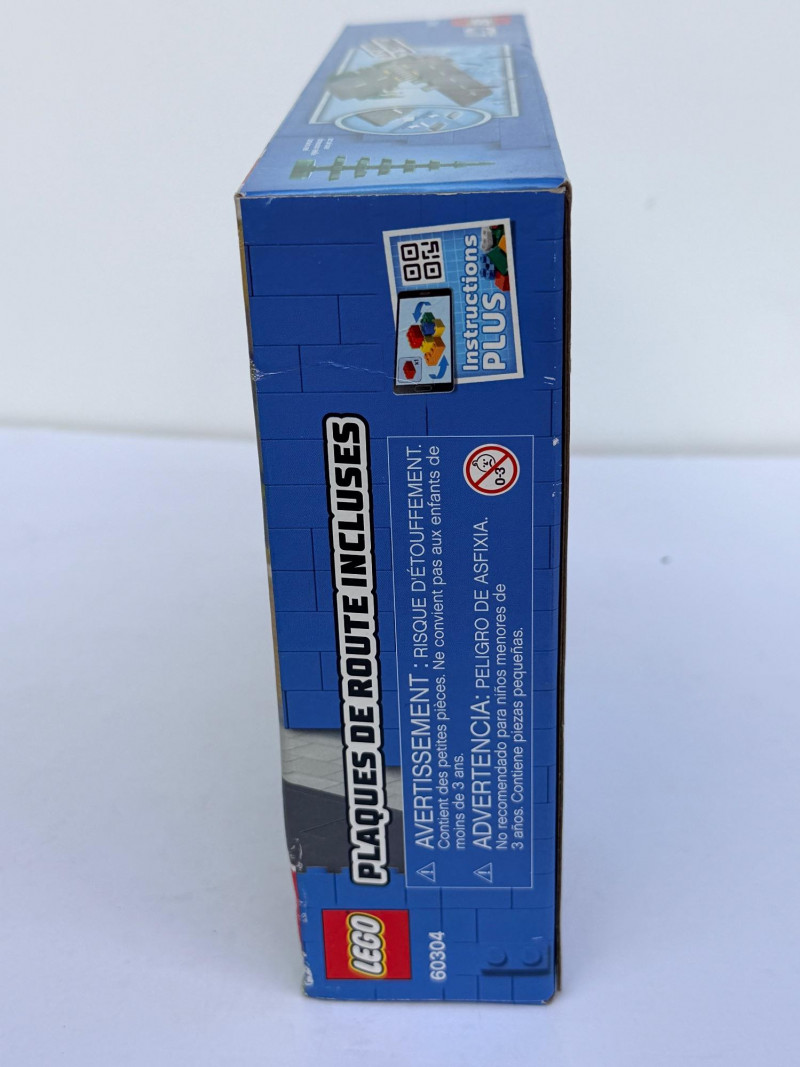 Instructions
PLUS
PLAQUES DE ROUTE INCLUSES
AVERTISSEMENT : RISQUE D'ÉTOUFFEMENT.
Contient des petites pièces. Ne convient pas aux enfants de
moins de 3 ans.
ADVERTENCIA: PELIGRO DE ASFIXIA.
No recomendado para niños menores de
3 años. Contiene piezas pequeñas.
0-3
LEGO
60304